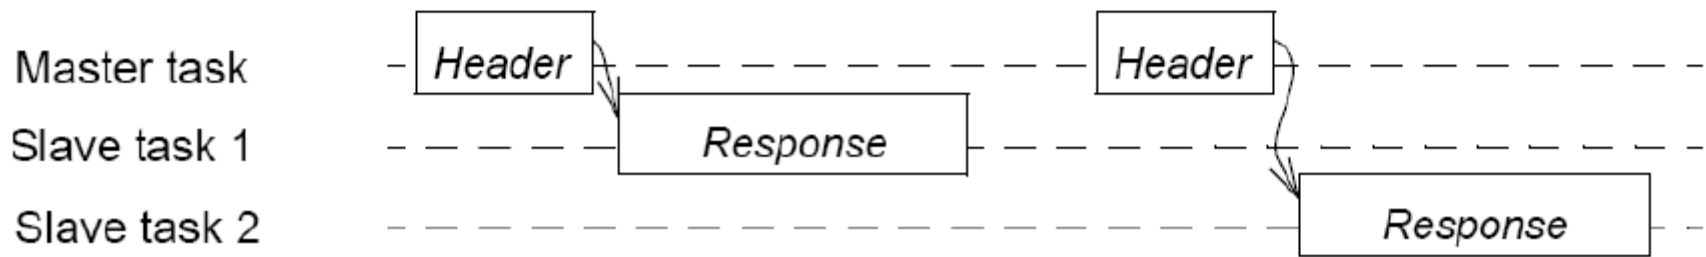 Master task Header Header
Slave task 1 Response
Slave task 2 Response